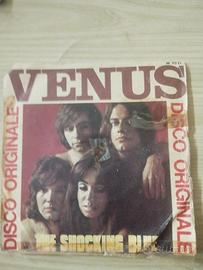 VENUS
DISCO ORIGINALE
DISCO ORIGINALE
THE SHOCKING BLUE